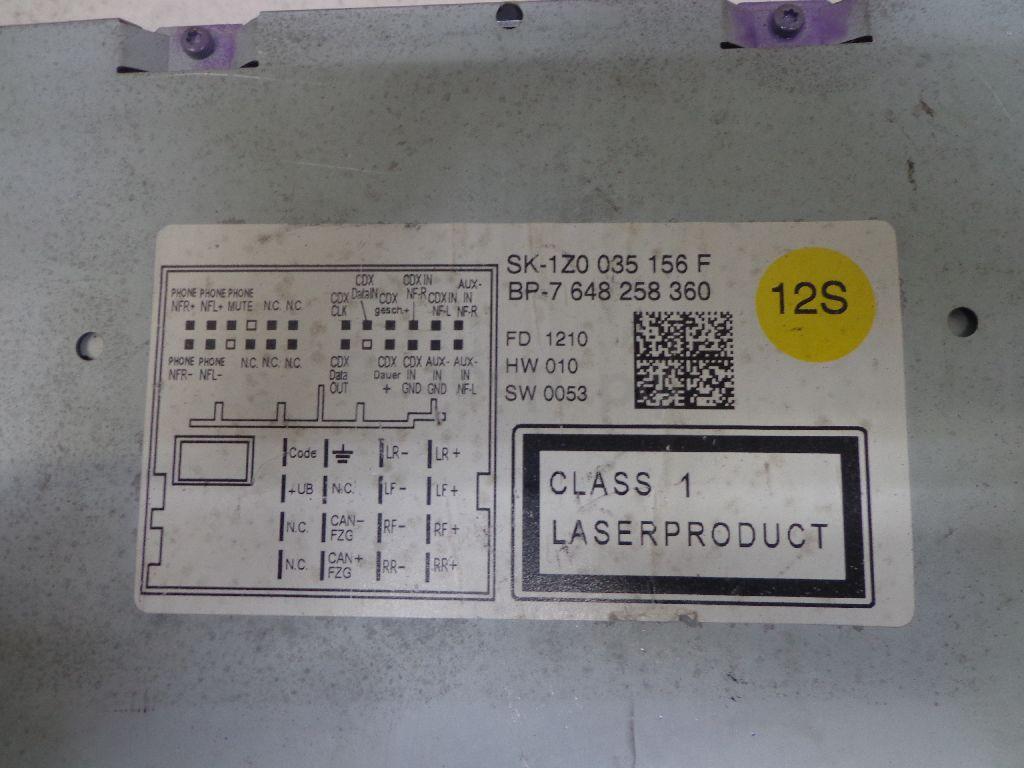 SK-1Z0 035 156 F
BP-7 648 258 360
12S
FD 1210
HW 010
SW 0053
CLASS 1
LASERPRODUCT
PHONE PHONE PHONE
NFR+ NFL+ MUTE N.C. N.C.
CDX CLK
CDX DataIN
CDX gesch.+
CDX IN NF-R
CDX IN NF-L
AUX- IN NF-R
PHONE PHONE
NFR- NFL- N.C. N.C. N.C.
CDX Data OUT
CDX Dauer +
CDX IN GND
AUX- IN GND
AUX- IN NF-L
Code LR- LR+
+UB N.C. LF- LF+
N.C. CAN- FZG RF- RF+
N.C. CAN+ FZG RR- RR+